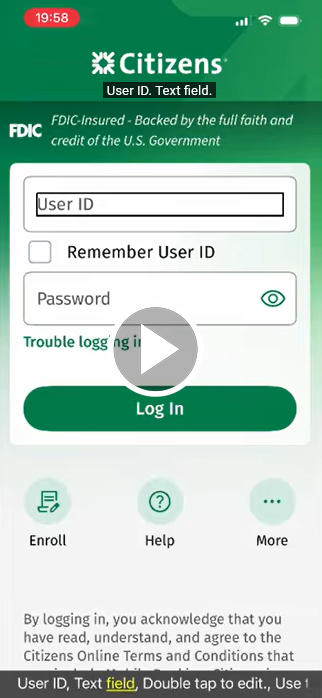 19:58
Citizens
User ID. Text field.
FDIC
FDIC-Insured - Backed by the full faith and
credit of the U.S. Government
User ID
Remember User ID
Password
Trouble logging in
Log In
Enroll
Help
More
By logging in, you acknowledge that you
have read, understand, and agree to the
Citizens Online Terms and Conditions that
User ID, Text field, Double tap to edit., Use